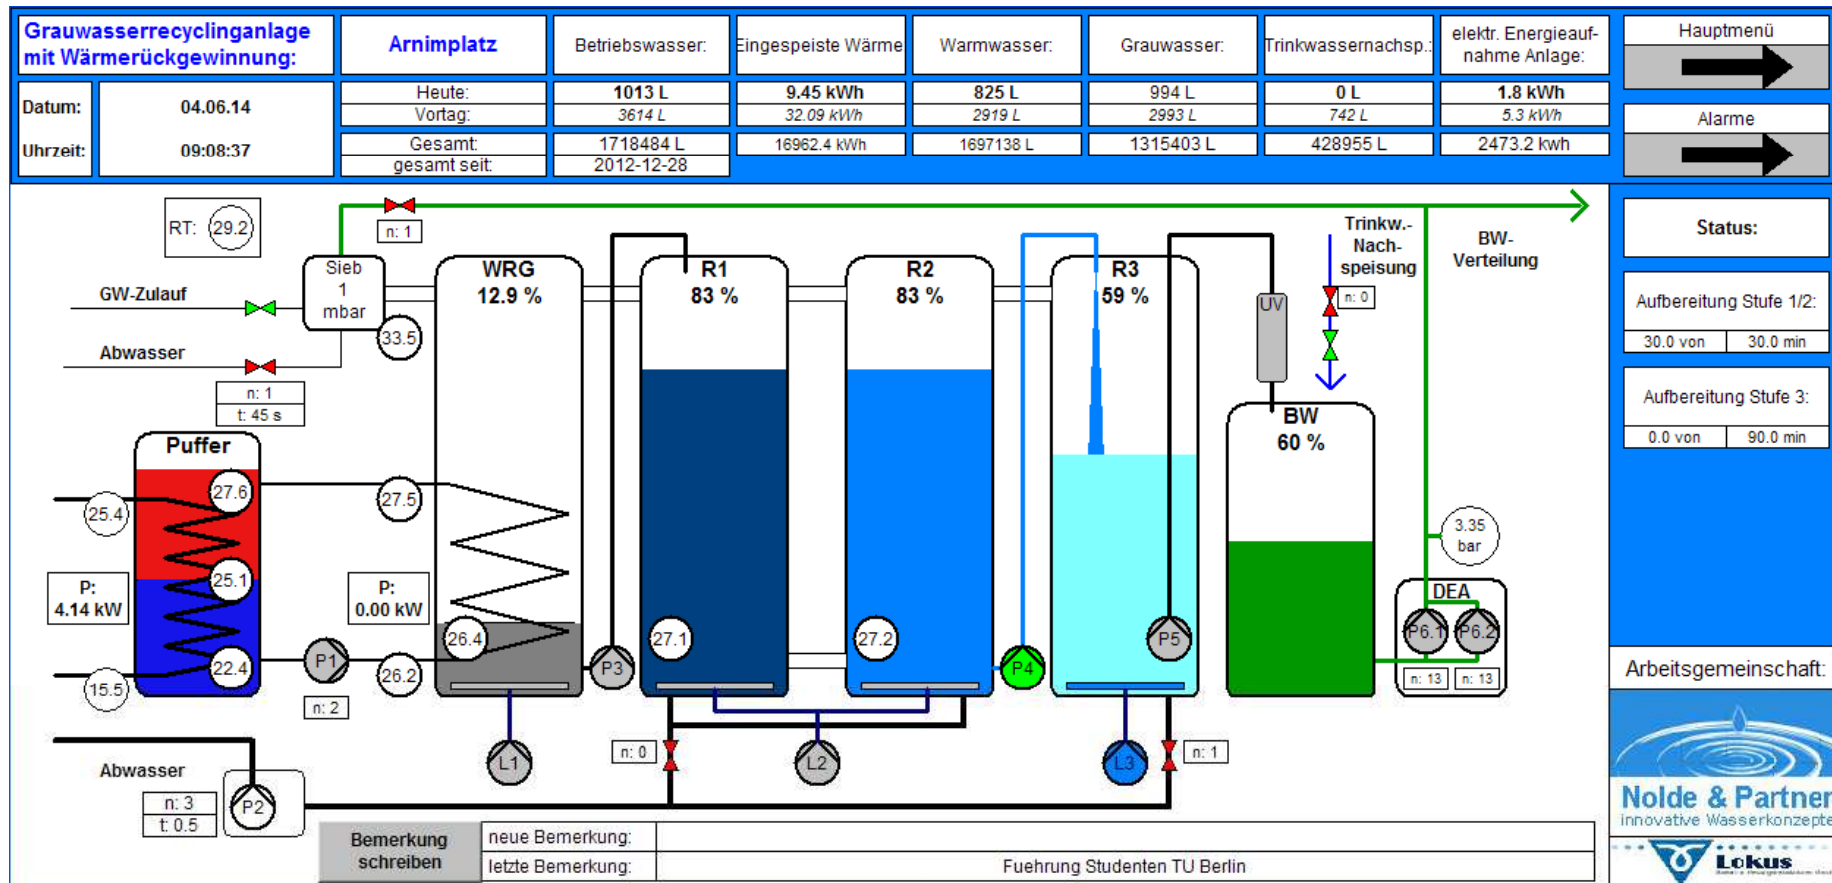 Grauwasserrecyclinganlage
mit Wärmerückgewinnung:
Arnimplatz
Betriebswasser:
Eingespeiste Wärme
Warmwasser:
Grauwasser:
Trinkwassernachsp.:
elektr. Energieauf-
nahme Anlage:
Hauptmenü
Datum:
04.06.14
Uhrzeit:
09:08:37
Heute:
1013 L
9.45 kWh
825 L
994 L
0 L
1.8 kWh
Vortag:
3614 L
32.09 kWh
2919 L
2993 L
742 L
5.3 kWh
Gesamt:
1718484 L
16962.4 kWh
1697138 L
1315403 L
428955 L
2473.2 kwh
gesamt seit:
2012-12-28
Alarme
RT:
29.2
n: 1
Sieb
1
mbar
33.5
GW-Zulauf
Abwasser
n: 1
t: 45 s
WRG
12.9 %
R1
83 %
R2
83 %
R3
59 %
UV
Trinkw.-
Nach-
speisung
n: 0
BW-
Verteilung
BW
60 %
Status:
Aufbereitung Stufe 1/2:
30.0 von
30.0 min
Aufbereitung Stufe 3:
0.0 von
90.0 min
Puffer
27.6
25.4
25.1
22.4
15.5
P:
4.14 kW
27.5
P:
0.00 kW
26.4
26.2
P1
n: 2
P3
27.1
27.2
P4
P5
3.35
bar
DEA
P6.1
P6.2
n: 13
n: 13
L1
n: 0
L2
L3
n: 1
Abwasser
n: 3
t: 0.5
P2
Bemerkung
schreiben
neue Bemerkung:
letzte Bemerkung:
Fuehrung Studenten TU Berlin
Arbeitsgemeinschaft:
Nolde & Partner
innovative Wasserkonzepte
Lokus